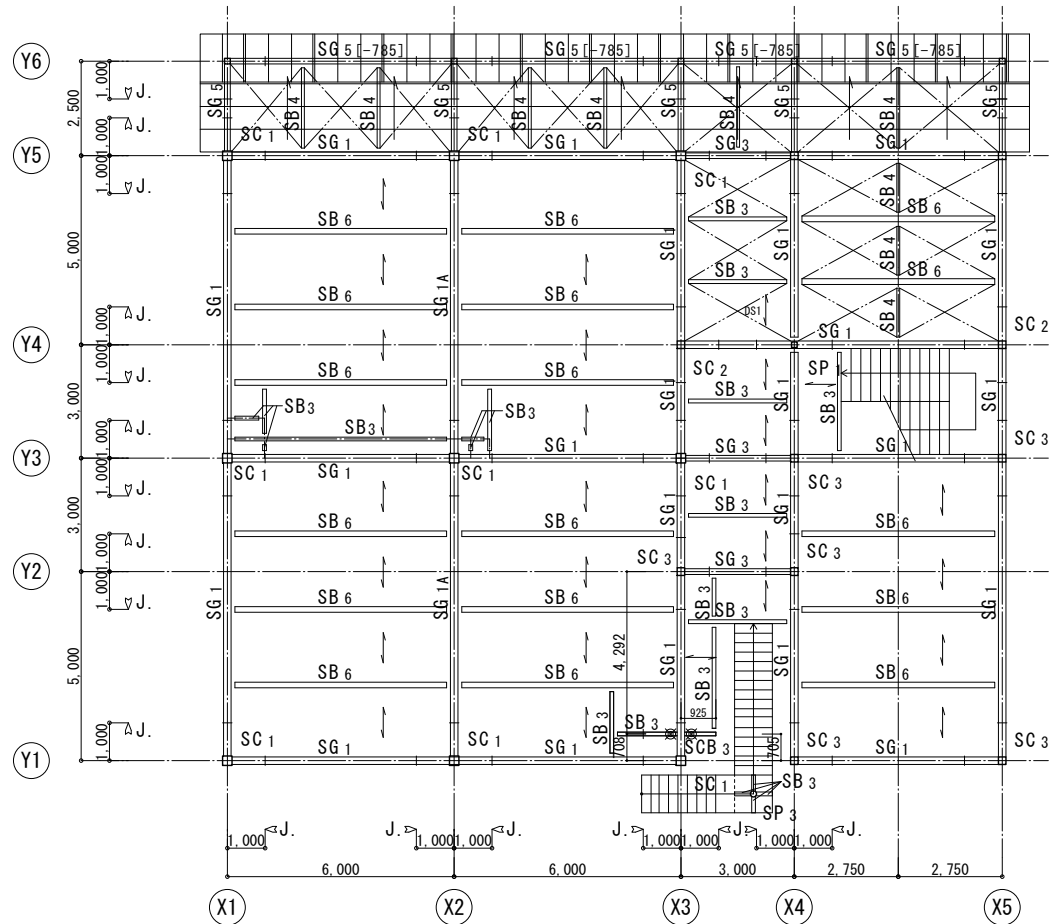 Y6 SG5[-785] SG5[-785] SG5[-785] SG5[-785]
1,000 J.
2,500 SG5 SB4 SB4 SG5 SB4 SB4 SG5 SB4 SG5 SB4 SG5
1,000 J. SC1 SC1
Y5 SG1 SG1 SG3 SG1
1,000 J. SC1
SB3 SB4 SB6
SB6 SB6
5,000 SG1 SG1A SG1 SB3 SG1 SB4 SB6 SG1
SB6 SB6
1,000 J. DS1 SB4
Y4 SG1 SC2
1,000 J. SC2 SP1
SB6 SB6 SB3 SB3 SG1
3,000 SB3 SB3
1,000 J. SB3 SG1 SG3 SG1 SC3
Y3 SC1 SG1 SC1
1,000 J. SC1 SC3
SB3
3,000 SB6 SB6 SG1 SG1 SB6
1,000 J. SC3 SG3 SC3
Y2
1,000 J. SB3 SB3
SG1 SB6 SG1A SB6 SB6 SG1
5,000 4,292 SG1 SB3 SG1
SB6 SB6 SB6
925
1,000 J. SB3 SB3
SC1 SC1 708 SCB3 705 SC3 SC3
Y1 SG1 SG1 SG1
SC1 SB3
SP3
J. J. J. J. J. J.
1,000 1,000 1,000 1,000 1,000 1,000 1,000
6,000 6,000 3,000 2,750 2,750
X1 X2 X3 X4 X5